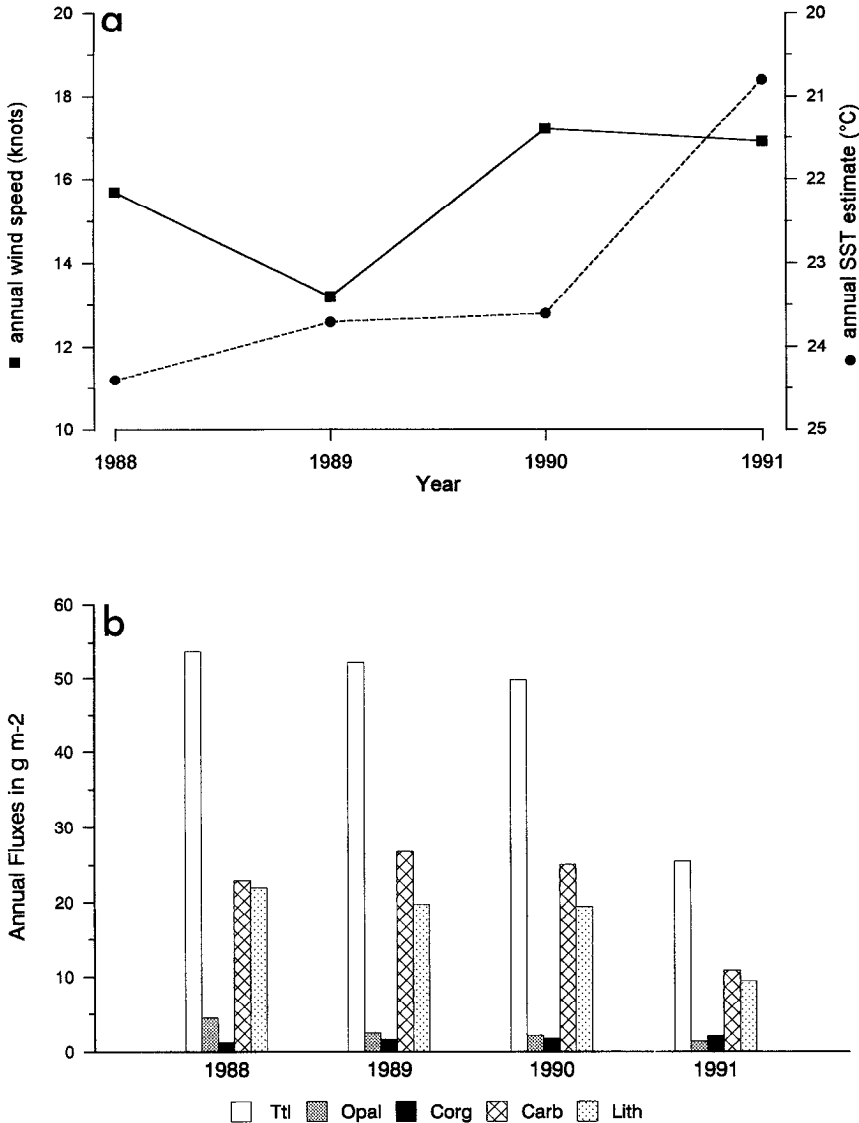 a
20
18
16
14
12
10
■ annual wind speed (knots)
20
21
22
23
24
25
● annual SST estimate (°C)
1988 1989 1990 1991
Year
b
60
50
40
30
20
10
0
Annual Fluxes in g m-2
1988 1989 1990 1991
Ttl Opal Corg Carb Lith